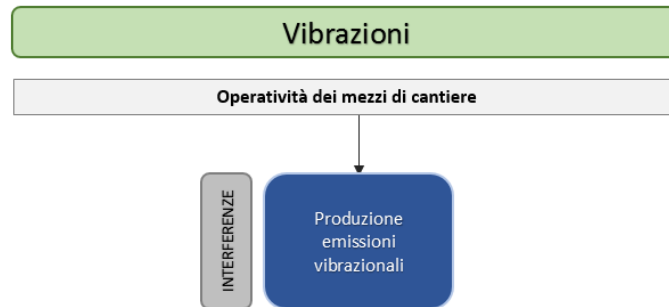 Vibrazioni
Operatività dei mezzi di cantiere
INTERFERENZE
Produzione
emissioni
vibrazionali